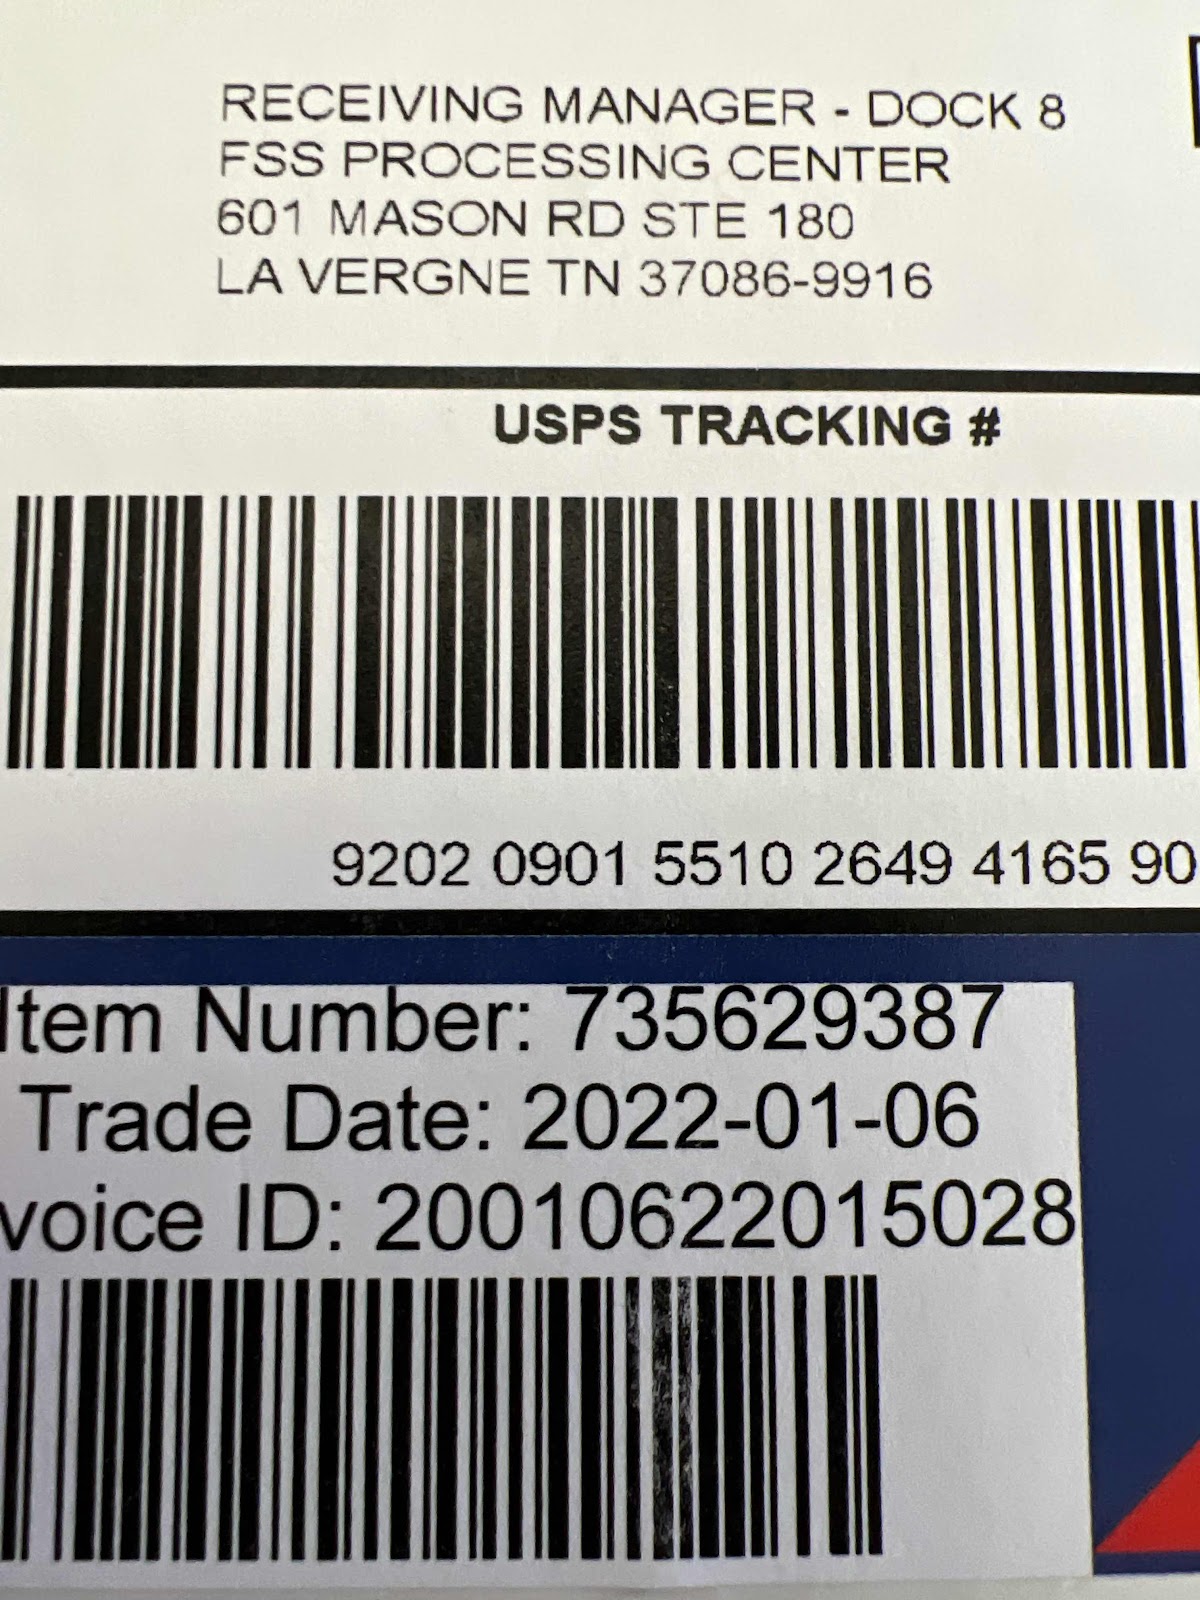 RECEIVING MANAGER - DOCK 8
FSS PROCESSING CENTER
601 MASON RD STE 180
LA VERGNE TN 37086-9916
USPS TRACKING #
9202 0901 5510 2649 4165 90
Item Number: 735629387
Trade Date: 2022-01-06
voice ID: 20010622015028